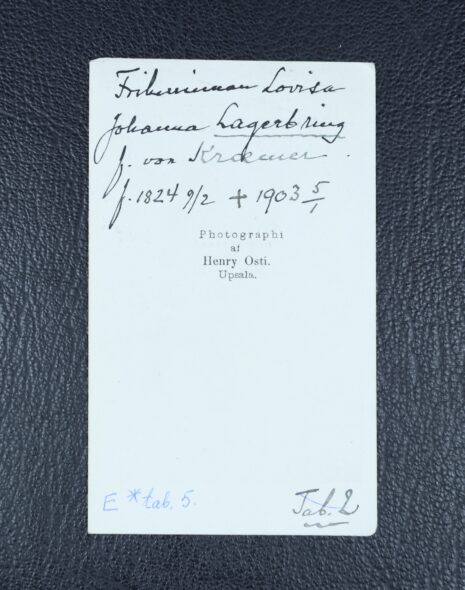 Friherrinnan Lovisa
Johanna Lagerbring
f. von Kræmer.
f. 1824 9/2 + 1903 5/1
Photographi
af
Henry Osti.
Upsala.
E * tab. 5.
Tab. 2